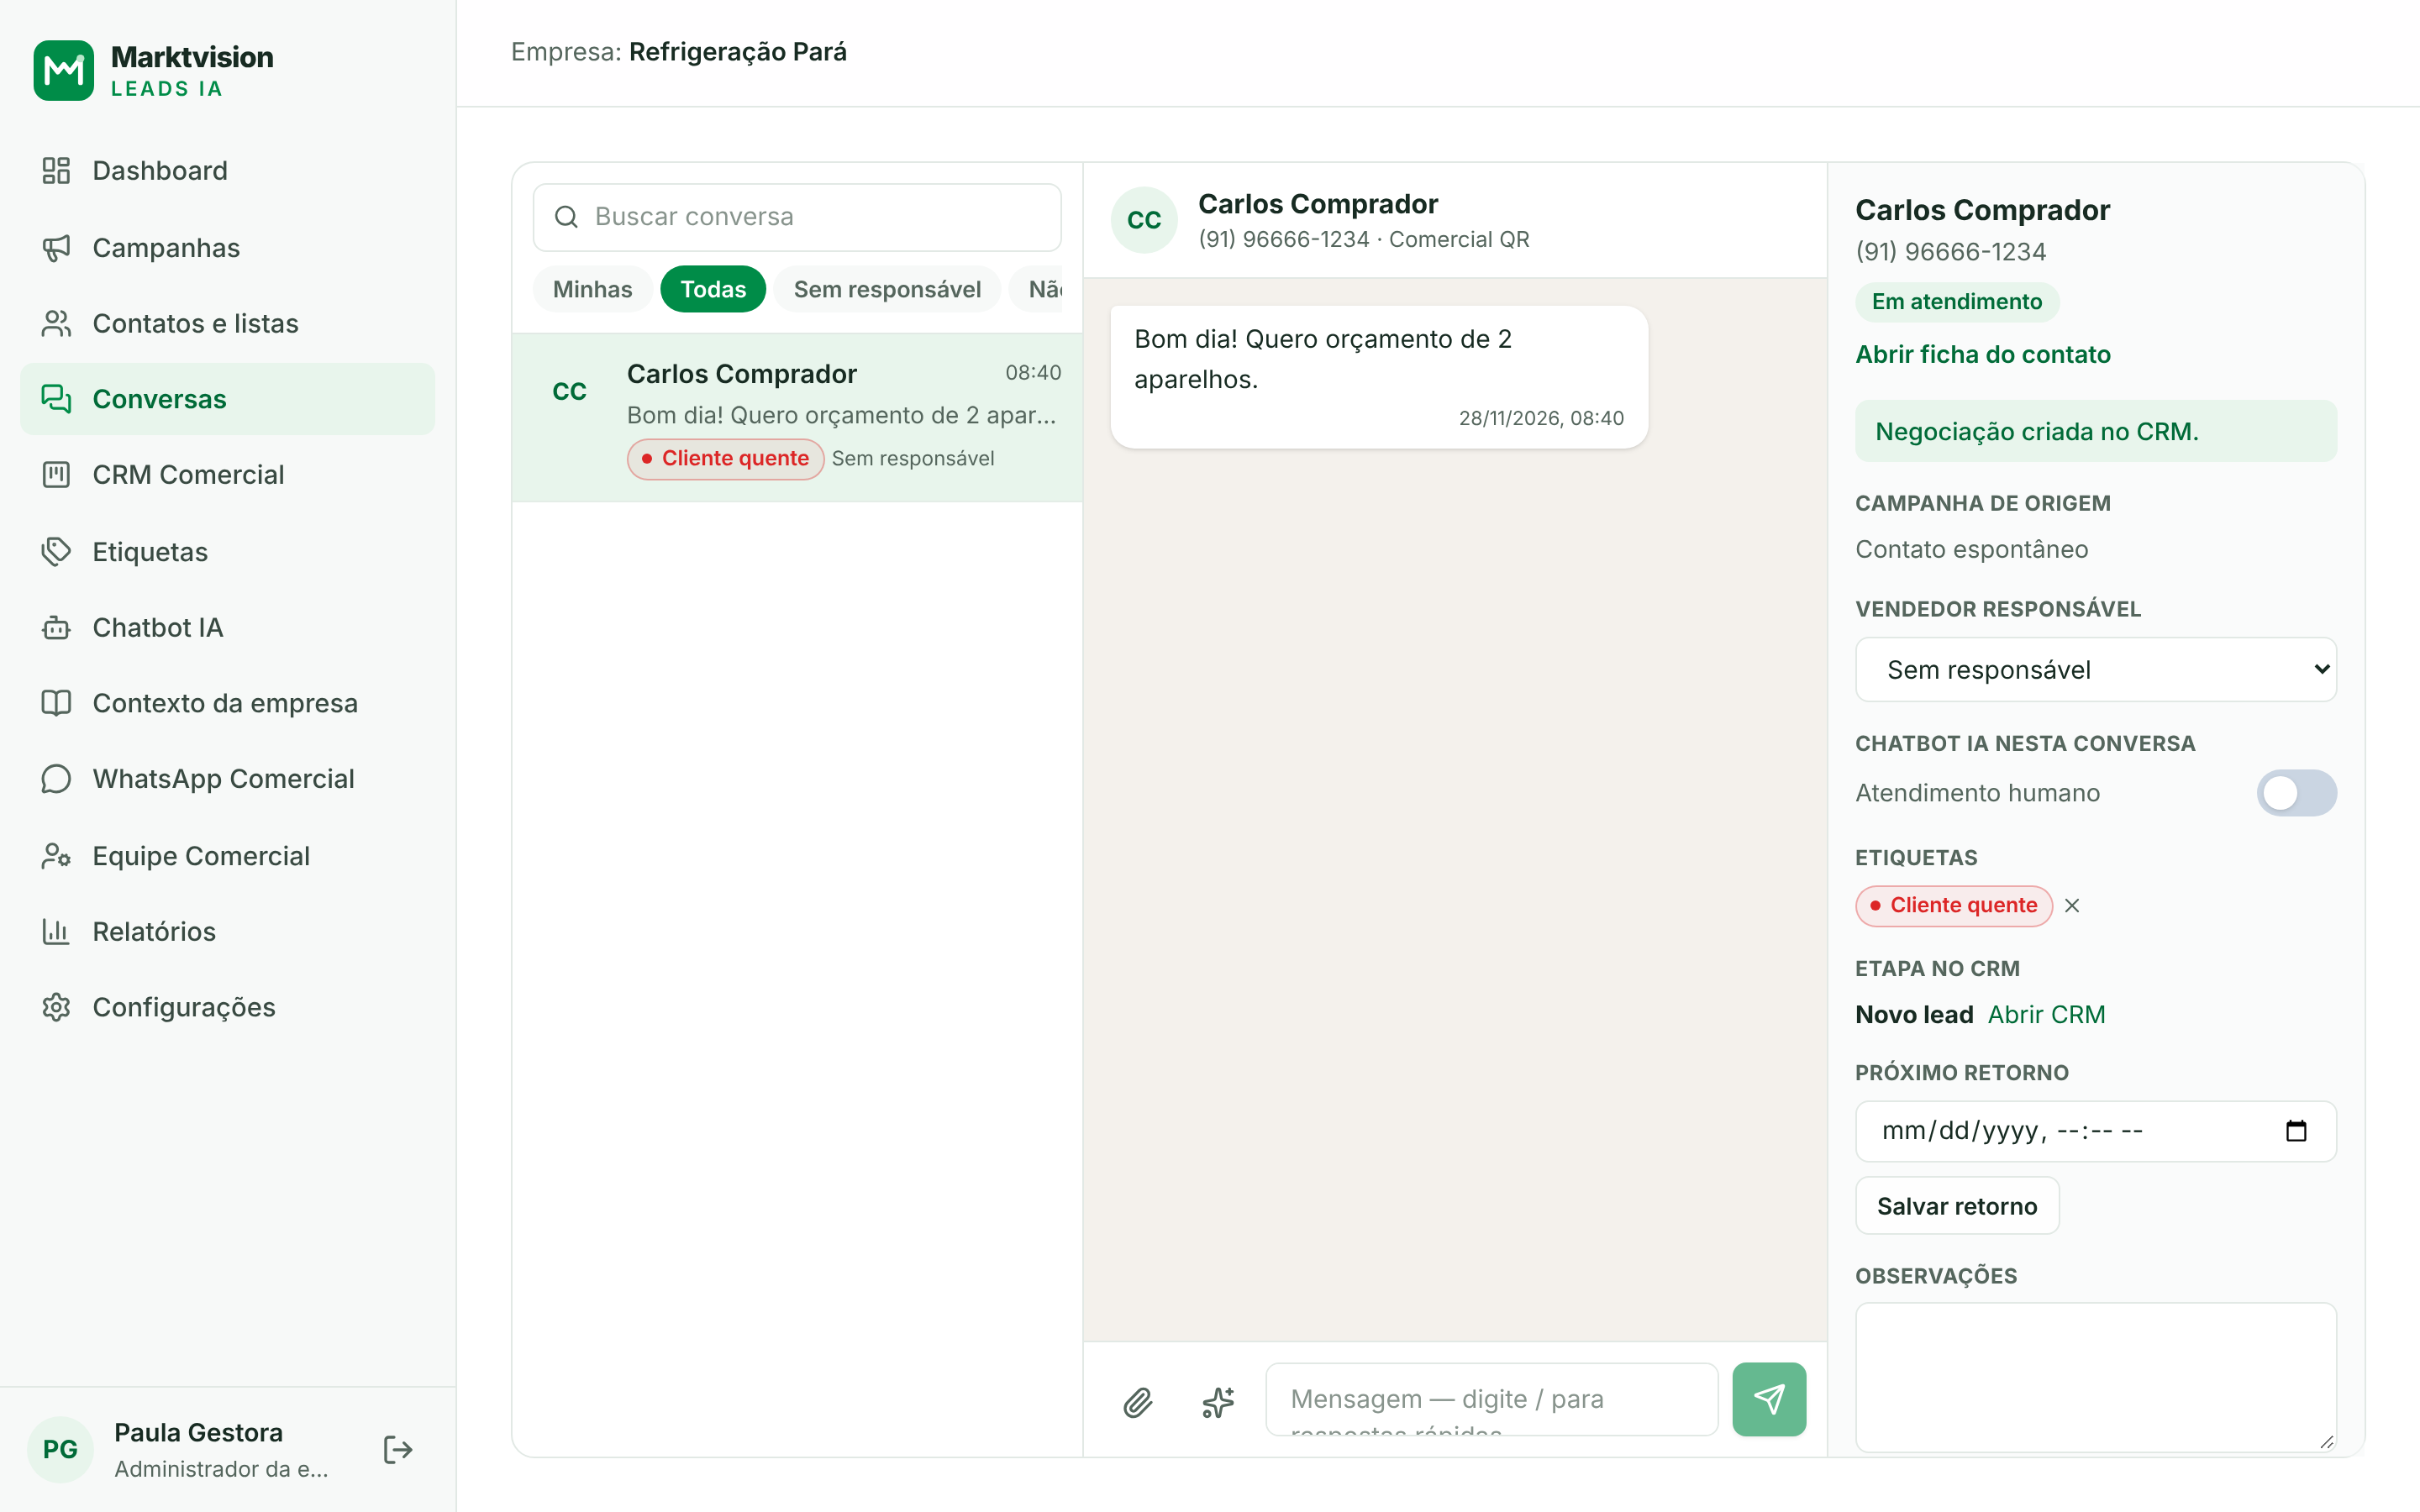 Marktvision
LEADS IA
Dashboard
Campanhas
Contatos e listas
Conversas
CRM Comercial
Etiquetas
Chatbot IA
Contexto da empresa
WhatsApp Comercial
Equipe Comercial
Relatórios
Configurações
PG
Paula Gestora
Administrador da e...
Empresa: Refrigeração Pará
Buscar conversa
Minhas
Todas
Sem responsável
Não
CC
Carlos Comprador
08:40
Bom dia! Quero orçamento de 2 apar...
Cliente quente
Sem responsável
CC
Carlos Comprador
(91) 96666-1234 · Comercial QR
Bom dia! Quero orçamento de 2
aparelhos.
28/11/2026, 08:40
Mensagem — digite / para
respostas rápidas
Carlos Comprador
(91) 96666-1234
Em atendimento
Abrir ficha do contato
Negociação criada no CRM.
CAMPANHA DE ORIGEM
Contato espontâneo
VENDEDOR RESPONSÁVEL
Sem responsável
CHATBOT IA NESTA CONVERSA
Atendimento humano
ETIQUETAS
Cliente quente
ETAPA NO CRM
Novo lead Abrir CRM
PRÓXIMO RETORNO
mm/dd/yyyy, --:-- --
Salvar retorno
OBSERVAÇÕES